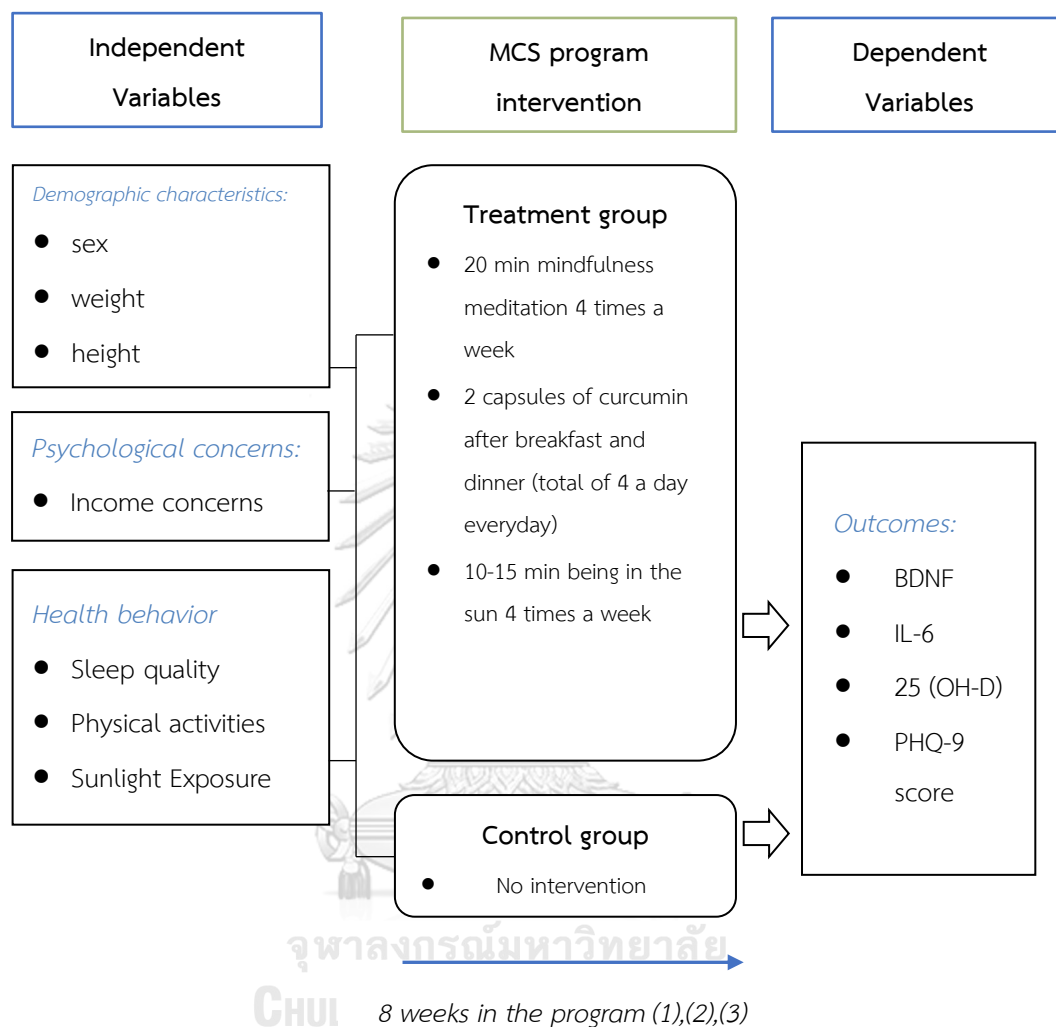 Independent
Variables
MCS program
intervention
Dependent
Variables
Demographic characteristics:
● sex
● weight
● height
Psychological concerns:
● Income concerns
Health behavior
● Sleep quality
● Physical activities
● Sunlight Exposure
Treatment group
● 20 min mindfulness
meditation 4 times a
week
● 2 capsules of curcumin
after breakfast and
dinner (total of 4 a day
everyday)
● 10-15 min being in the
sun 4 times a week
Control group
● No intervention
Outcomes:
● BDNF
● IL-6
● 25 (OH-D)
● PHQ-9
score
จุฬาลงกรณ์มหาวิทยาลัย
CHUL
8 weeks in the program (1),(2),(3)